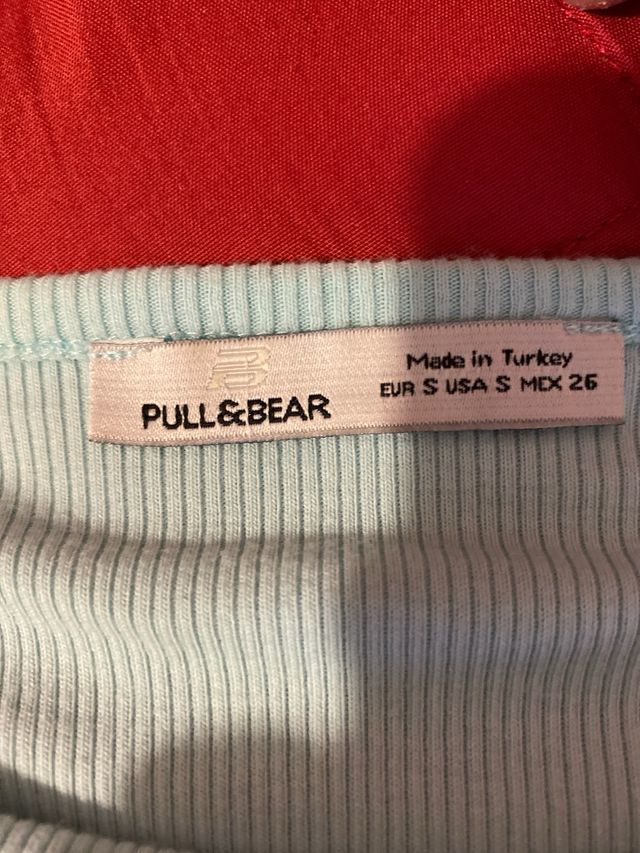 PULL&BEAR
Made in Turkey
EUR S USA S MEX 26